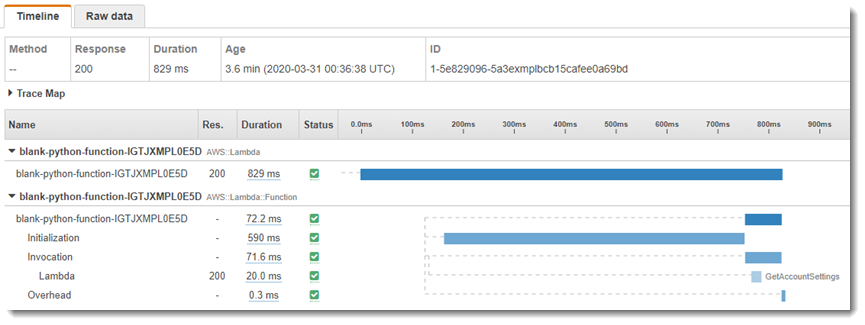 Timeline Raw data
Method Response Duration Age ID
-- 200 829 ms 3.6 min (2020-03-31 00:36:38 UTC) 1-5e829096-5a3exmplbcb15cafee0a69bd
Trace Map
Name Res. Duration Status 0.0ms 100ms 200ms 300ms 400ms 500ms 600ms 700ms 800ms 900ms
blank-python-function-IGTJXMPL0E5D AWS::Lambda
blank-python-function-IGTJXMPL0E5D 200 829 ms
blank-python-function-IGTJXMPL0E5D AWS::Lambda::Function
blank-python-function-IGTJXMPL0E5D - 72.2 ms
Initialization - 590 ms
Invocation - 71.6 ms
Lambda 200 20.0 ms GetAccountSettings
Overhead - 0.3 ms